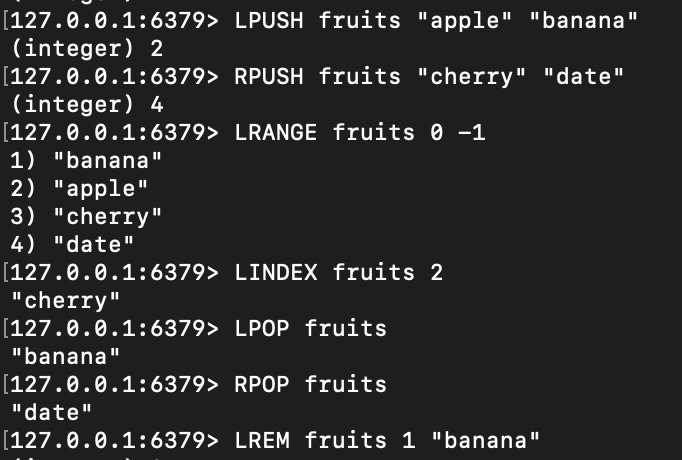 [127.0.0.1:6379> LPUSH fruits "apple" "banana"
(integer) 2
[127.0.0.1:6379> RPUSH fruits "cherry" "date"
(integer) 4
[127.0.0.1:6379> LRANGE fruits 0 -1
1) "banana"
2) "apple"
3) "cherry"
4) "date"
[127.0.0.1:6379> LINDEX fruits 2
"cherry"
[127.0.0.1:6379> LPOP fruits
"banana"
[127.0.0.1:6379> RPOP fruits
"date"
[127.0.0.1:6379> LREM fruits 1 "banana"